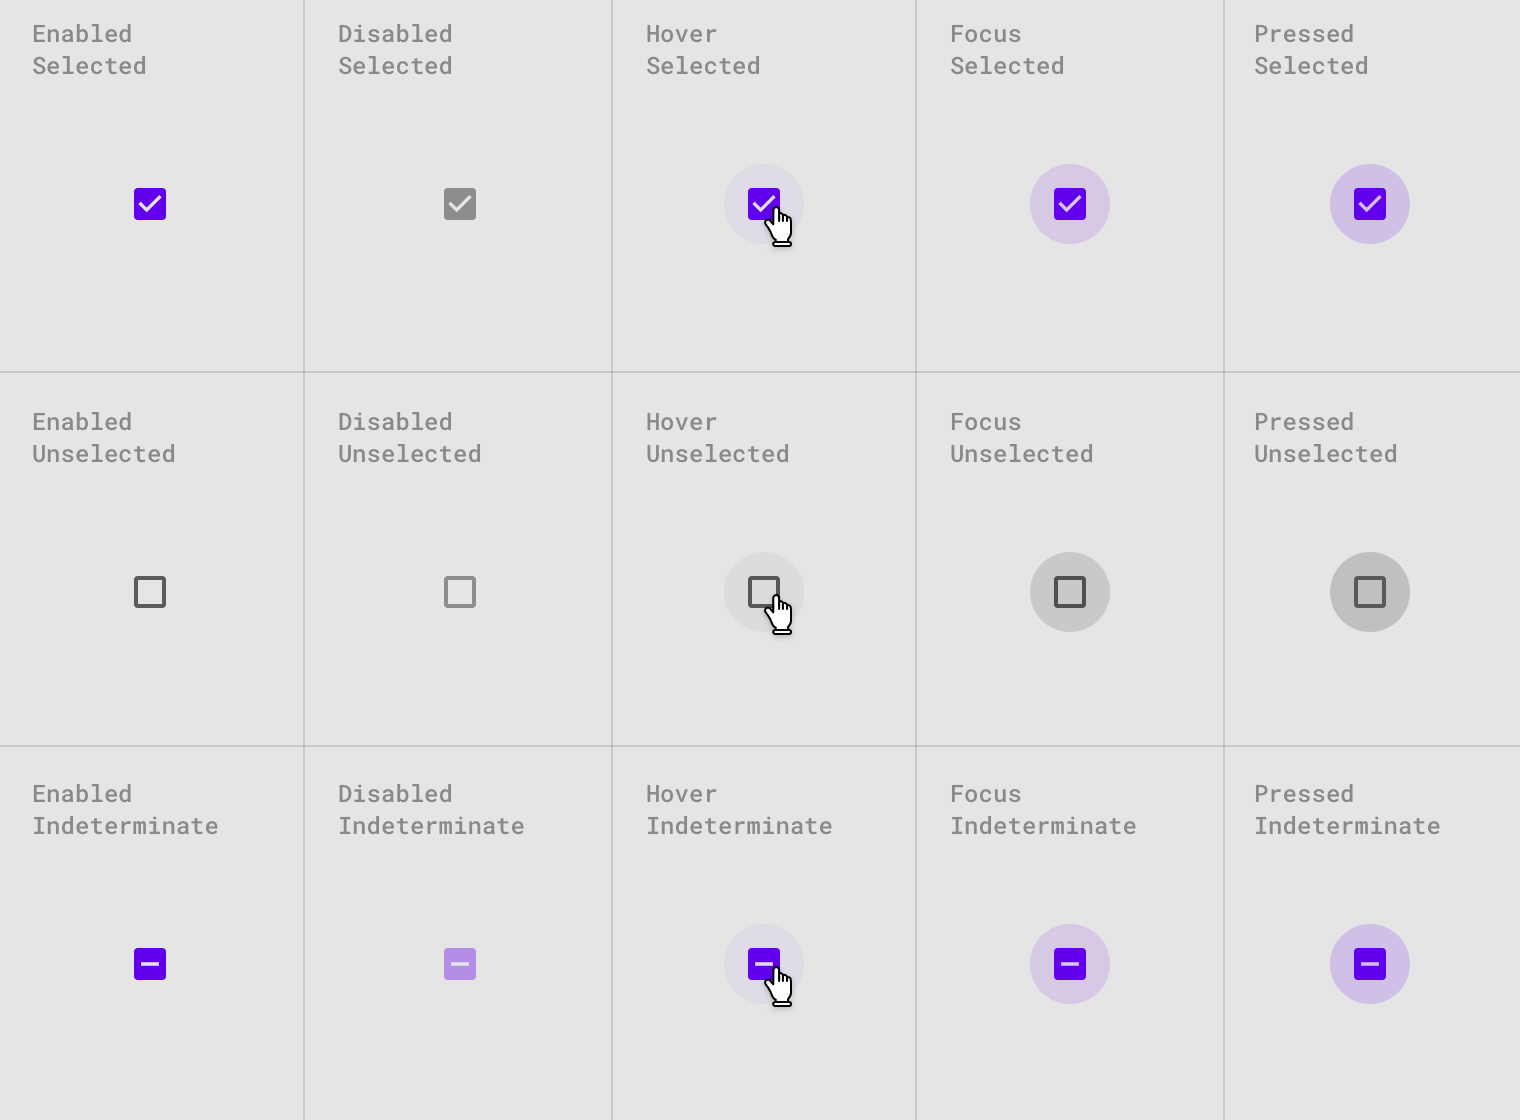 Enabled
Selected
Disabled
Selected
Hover
Selected
Focus
Selected
Pressed
Selected
Enabled
Unselected
Disabled
Unselected
Hover
Unselected
Focus
Unselected
Pressed
Unselected
Enabled
Indeterminate
Disabled
Indeterminate
Hover
Indeterminate
Focus
Indeterminate
Pressed
Indeterminate